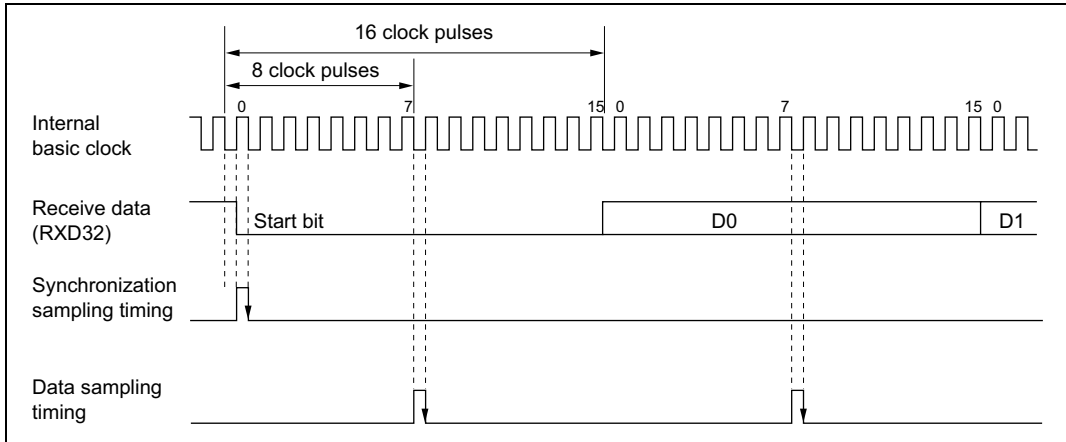 16 clock pulses
8 clock pulses
0 7 15 0 7 15 0
Internal
basic clock
Receive data
(RXD32)
Start bit D0 D1
Synchronization
sampling timing
Data sampling
timing